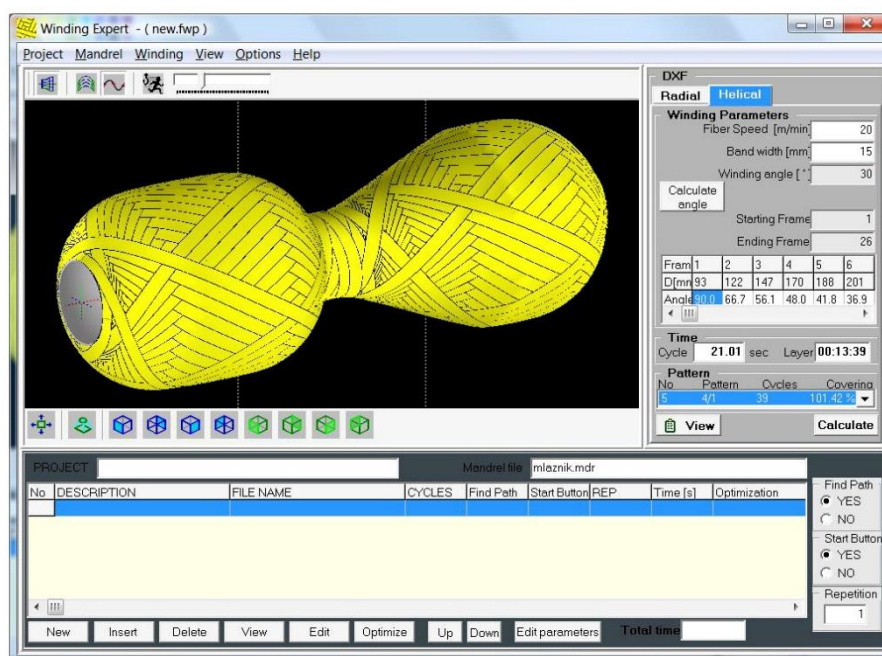 Winding Expert - ( new.fwp )
Project Mandrel Winding View Options Help
DXF
Radial Helical
Winding Parameters
Fiber Speed [m/min] 20
Band width [mm] 15
Winding angle [ °] 30
Calculate angle
Starting Frame 1
Ending Frame 26
Fram 1 2 3 4 5 6
D[mn 93 122 147 170 188 201
Angle 90.0 66.7 56.1 48.0 41.8 36.9
Time
Cycle 21.01 sec Layer 00:13:39
Pattern
No Pattern Cycles Covering
5 4/1 39 101.42 %
View Calculate
PROJECT Mandrel file mlaznik.mdr
No DESCRIPTION FILE NAME CYCLES Find Path Start Button REP Time [s] Optimization
Find Path
YES
NO
Start Button
YES
NO
Repetition
1
New Insert Delete View Edit Optimize Up Down Edit parameters Total time